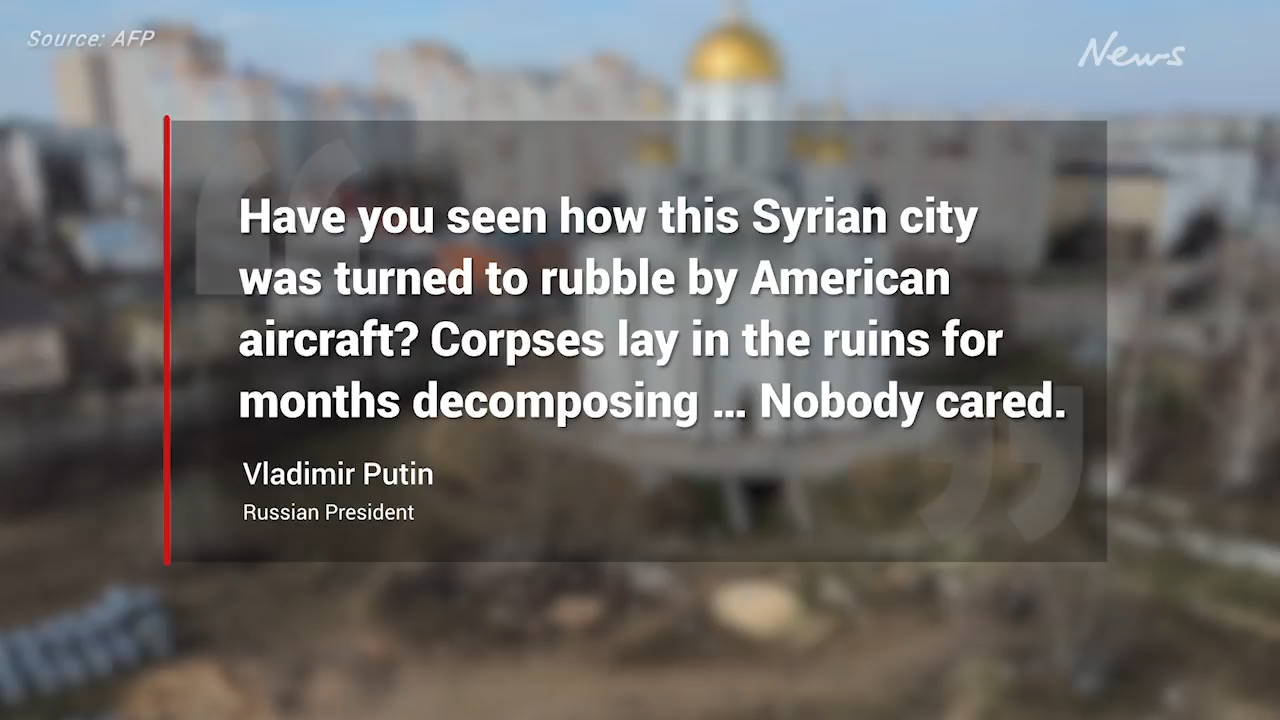 Source: AFP
News
Have you seen how this Syrian city
was turned to rubble by American
aircraft? Corpses lay in the ruins for
months decomposing ... Nobody cared.
Vladimir Putin
Russian President